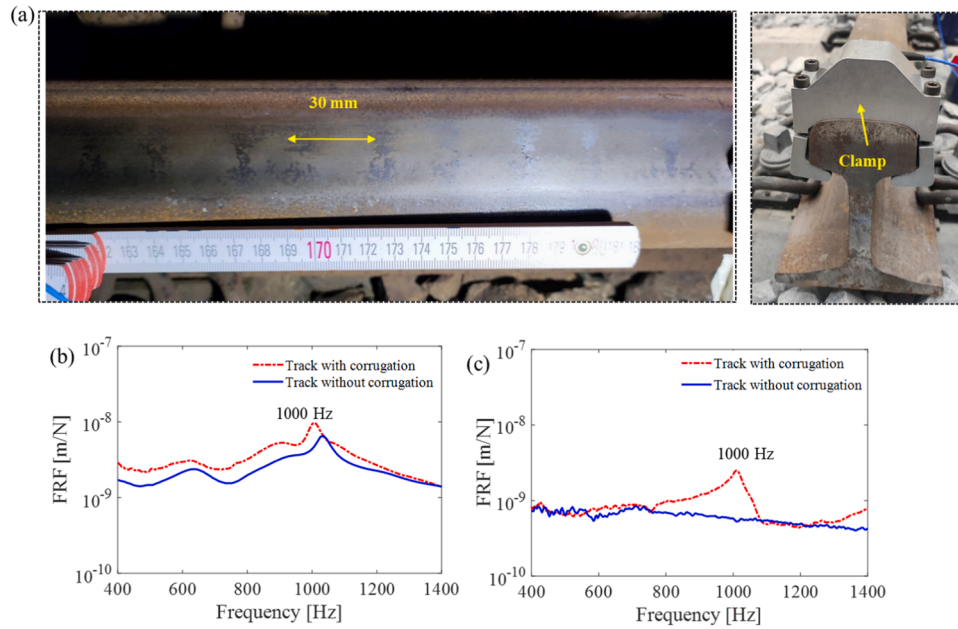 (a)
30 mm
Clamp
163 164 165 166 167 168 169 170 171 172 173 174 175 176 177 178
(b)
10^-7
Track with corrugation
Track without corrugation
1000 Hz
10^-8
FRF [m/N]
10^-9
10^-10
400 600 800 1000 1200 1400
Frequency [Hz]
(c)
10^-7
Track with corrugation
Track without corrugation
10^-8
1000 Hz
FRF [m/N]
10^-9
10^-10
400 600 800 1000 1200 1400
Frequency [Hz]